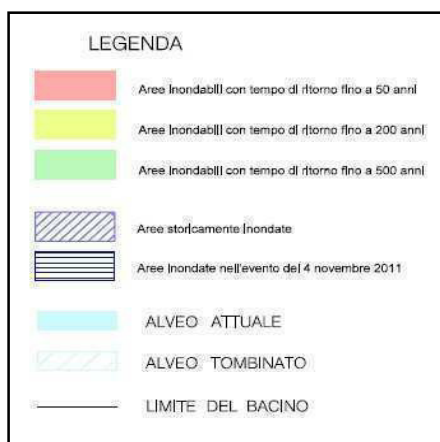 LEGENDA
Aree inondabili con tempo di ritorno fino a 50 anni
Aree inondabili con tempo di ritorno fino a 200 anni
Aree inondabili con tempo di ritorno fino a 500 anni
Aree storicamente inondate
Aree inondate nell'evento del 4 novembre 2011
ALVEO ATTUALE
ALVEO TOMBINATO
LIMITE DEL BACINO